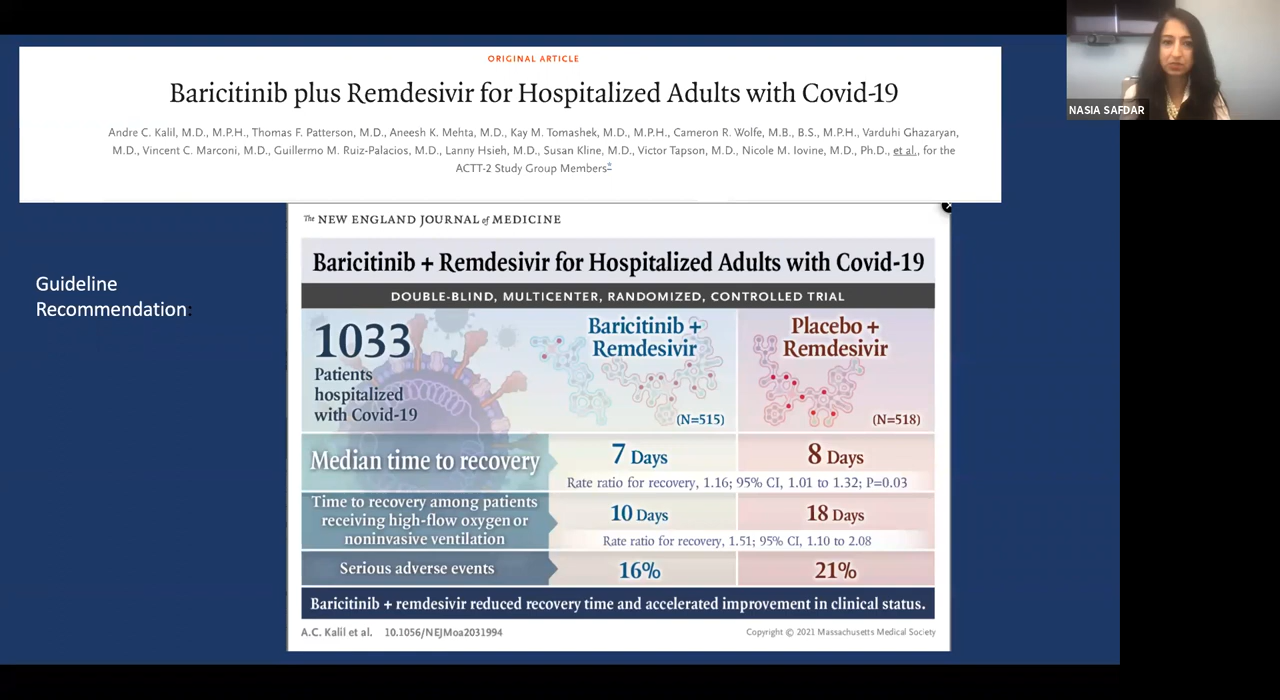 ORIGINAL ARTICLE
Baricitinib plus Remdesivir for Hospitalized Adults with Covid-19
Andre C. Kalil, M.D., M.P.H., Thomas F. Patterson, M.D., Aneesh K. Mehta, M.D., Kay M. Tomashek, M.D., M.P.H., Cameron R. Wolfe, M.B., B.S., M.P.H., Varduhi Ghazaryan,
M.D., Vincent C. Marconi, M.D., Guillermo M. Ruiz-Palacios, M.D., Lanny Hsieh, M.D., Susan Kline, M.D., Victor Tapson, M.D., Nicole M. Iovine, M.D., Ph.D., et al., for the
ACTT-2 Study Group Members*
NASIA SAFDAR
The NEW ENGLAND JOURNAL of MEDICINE
Guideline
Recommendation:
Baricitinib + Remdesivir for Hospitalized Adults with Covid-19
DOUBLE-BLIND, MULTICENTER, RANDOMIZED, CONTROLLED TRIAL
1033
Patients
hospitalized
with Covid-19
Baricitinib +
Remdesivir
(N=515)
Placebo +
Remdesivir
(N=518)
Median time to recovery
7 Days
8 Days
Rate ratio for recovery, 1.16; 95% CI, 1.01 to 1.32; P=0.03
Time to recovery among patients
receiving high-flow oxygen or
noninvasive ventilation
10 Days
18 Days
Rate ratio for recovery, 1.51; 95% CI, 1.10 to 2.08
Serious adverse events
16%
21%
Baricitinib + remdesivir reduced recovery time and accelerated improvement in clinical status.
A.C. Kalil et al. 10.1056/NEJMoa2031994
Copyright © 2021 Massachusetts Medical Society